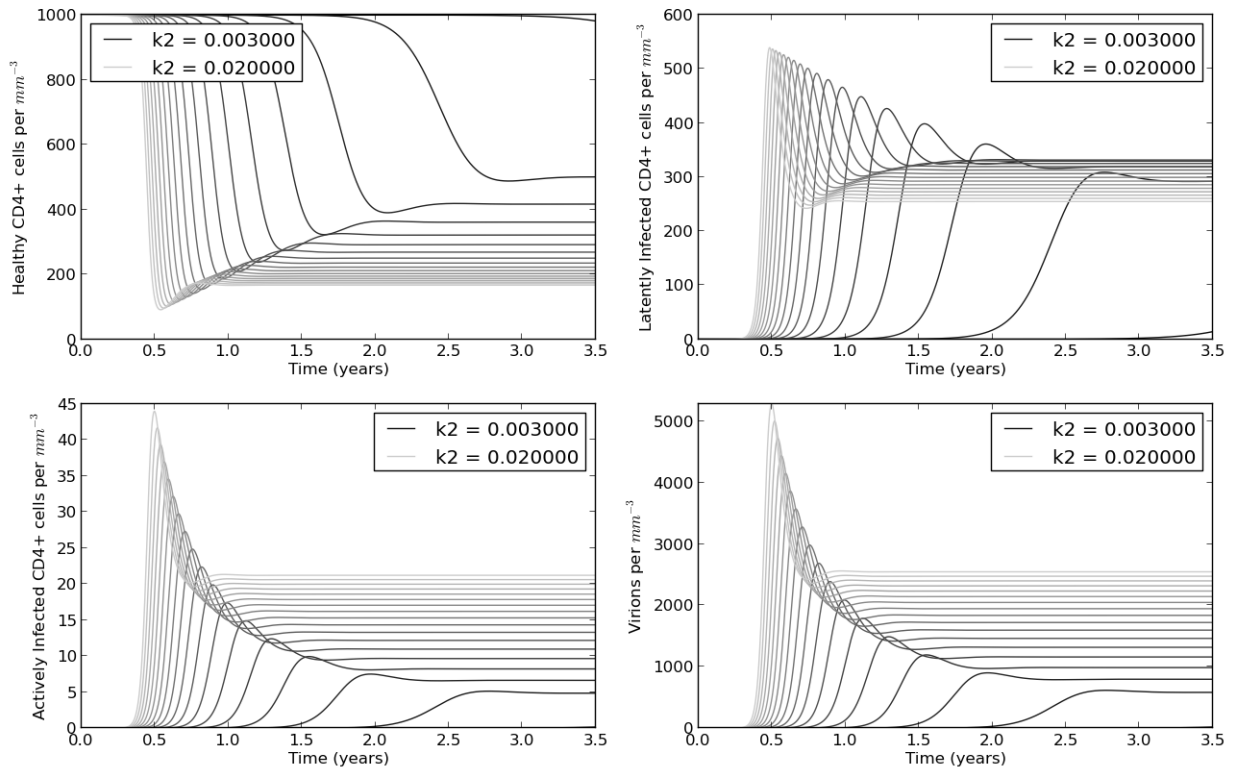 Healthy CD4+ cells per mm⁻³
1000
800
600
400
200
0
k2 = 0.003000
k2 = 0.020000
0.0 0.5 1.0 1.5 2.0 2.5 3.0 3.5
Time (years)
Latently Infected CD4+ cells per mm⁻³
600
500
400
300
200
100
0
k2 = 0.003000
k2 = 0.020000
0.0 0.5 1.0 1.5 2.0 2.5 3.0 3.5
Time (years)
Actively Infected CD4+ cells per mm⁻³
45
40
35
30
25
20
15
10
5
0
k2 = 0.003000
k2 = 0.020000
0.0 0.5 1.0 1.5 2.0 2.5 3.0 3.5
Time (years)
Virions per mm⁻³
5000
4000
3000
2000
1000
0
k2 = 0.003000
k2 = 0.020000
0.0 0.5 1.0 1.5 2.0 2.5 3.0 3.5
Time (years)